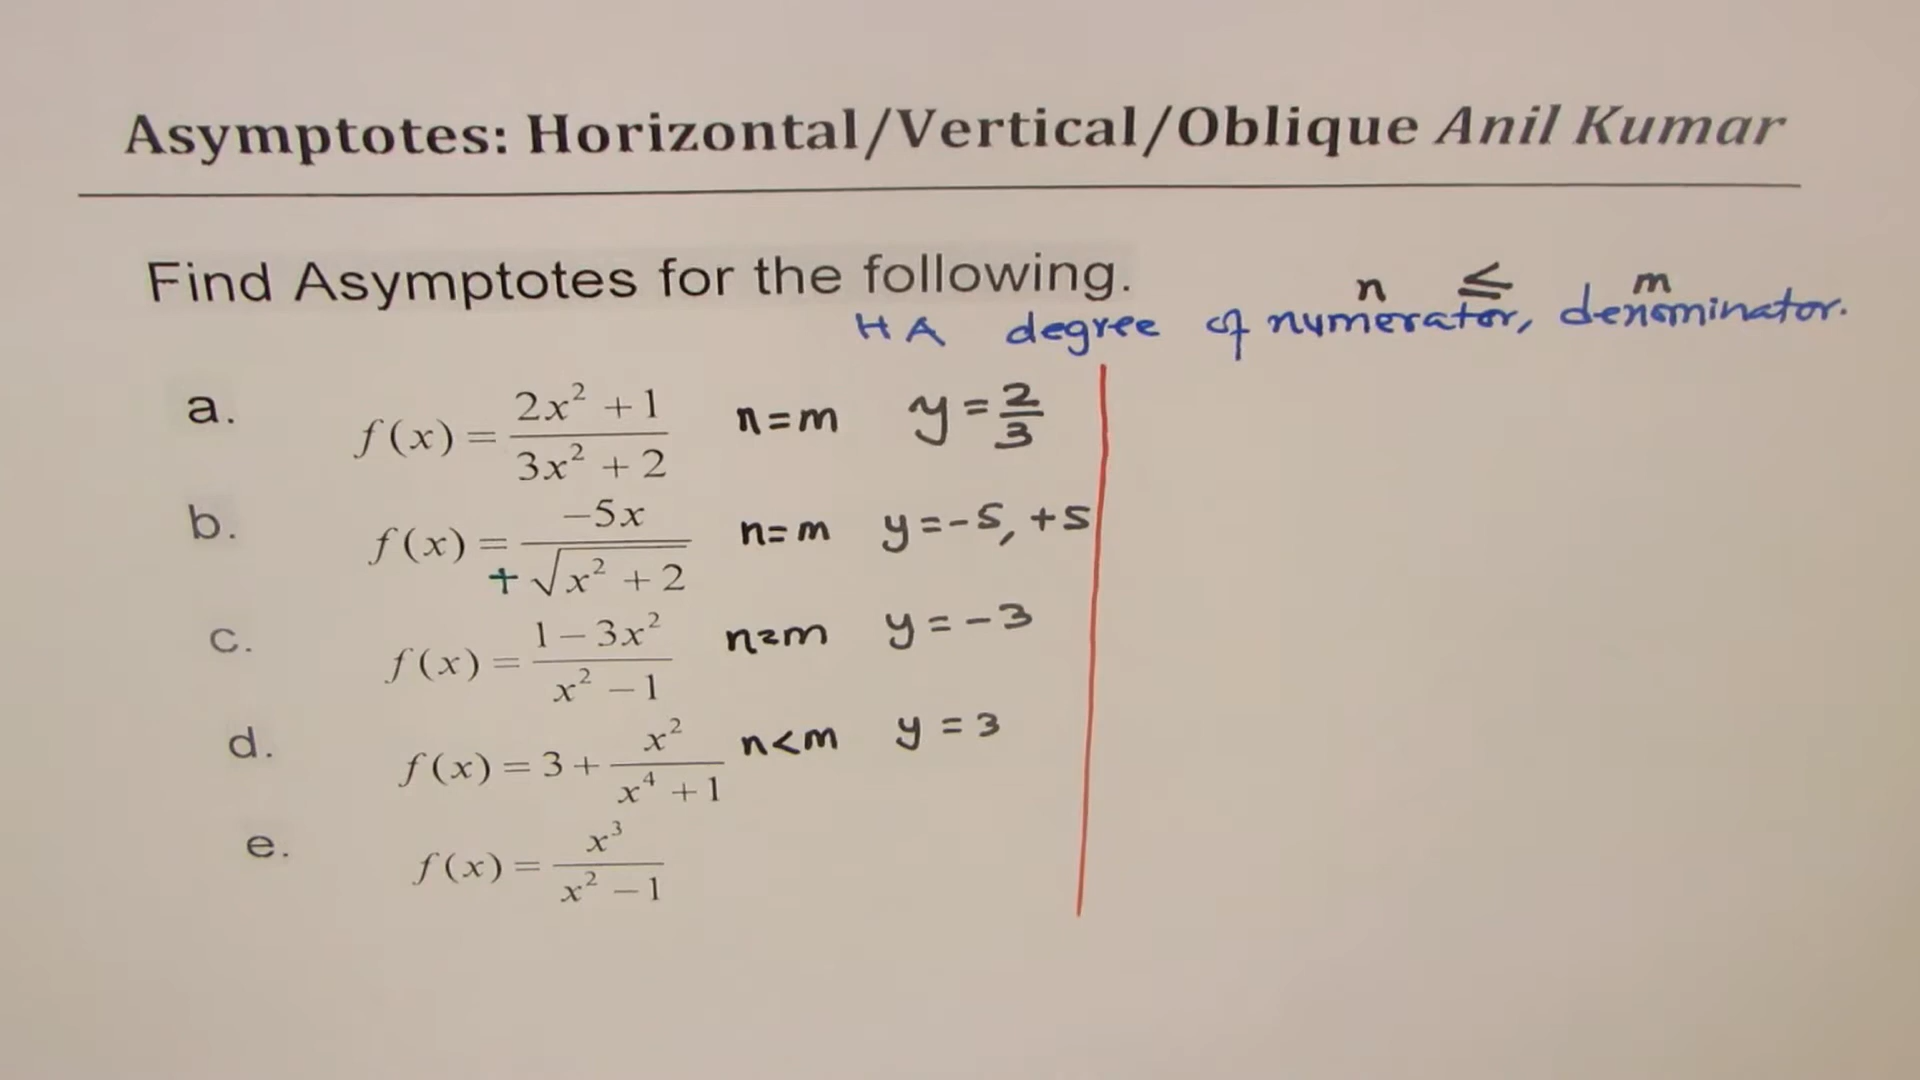 Asymptotes: Horizontal/Vertical/Oblique Anil Kumar
Find Asymptotes for the following.
n ≤ m
HA degree of numerator, denominator.
a. f(x) = (2x² + 1)/(3x² + 2) n=m y = 2/3
b. f(x) = −5x/(+√(x² + 2)) n=m y=-5, +5
c. f(x) = (1 − 3x²)/(x² − 1) n=m y = -3
d. f(x) = 3 + x²/(x⁴ + 1) n<m y = 3
e. f(x) = x³/(x² − 1)